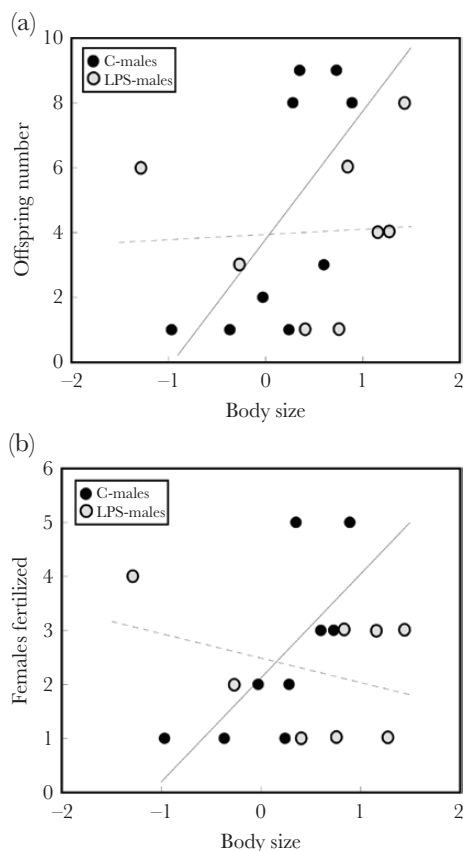 (a)
10
C-males
LPS-males
8
6
4
2
0
Offspring number
−2
−1
0
1
2
Body size
(b)
6
C-males
LPS-males
5
4
3
2
1
0
Females fertilized
−2
−1
0
1
2
Body size